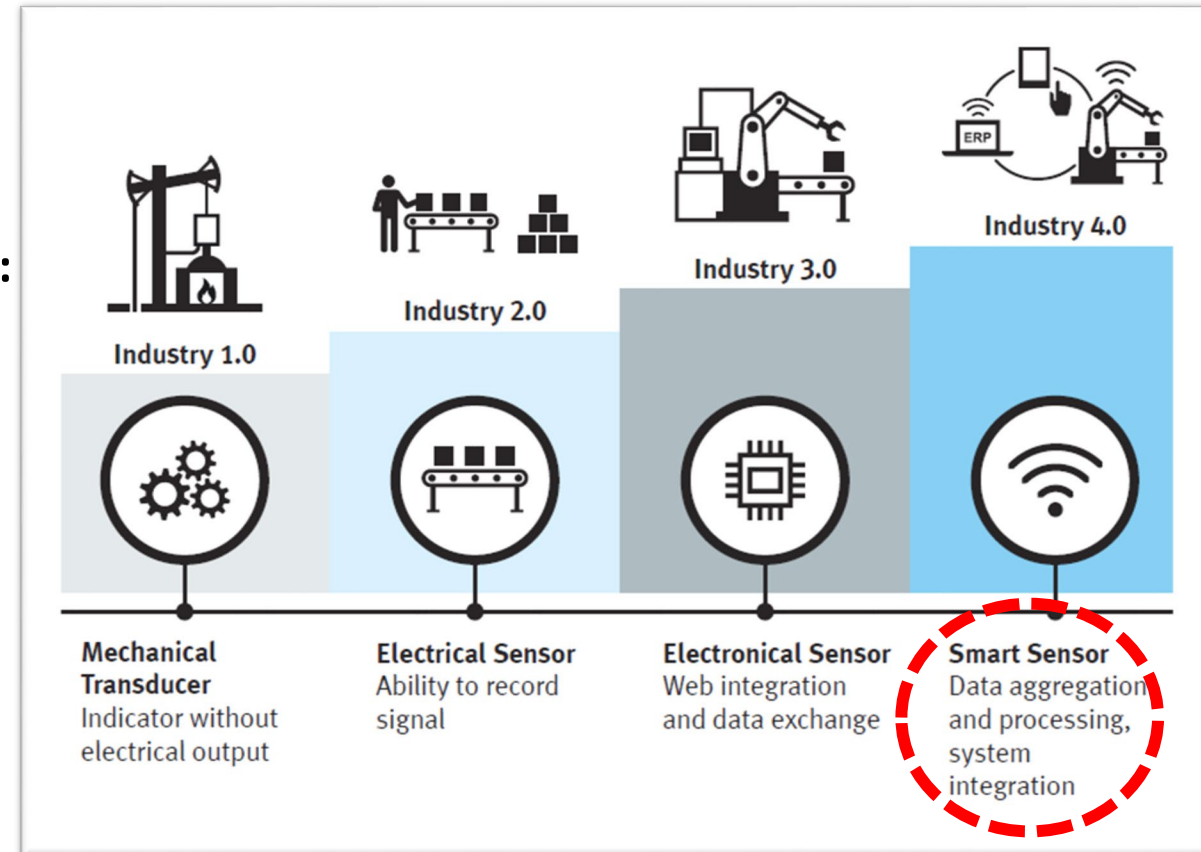 :
ERP
Industry 4.0
Industry 3.0
Industry 2.0
Industry 1.0
Mechanical
Transducer
Indicator without
electrical output
Electrical Sensor
Ability to record
signal
Electronical Sensor
Web integration
and data exchange
Smart Sensor
Data aggregation
and processing,
system
integration